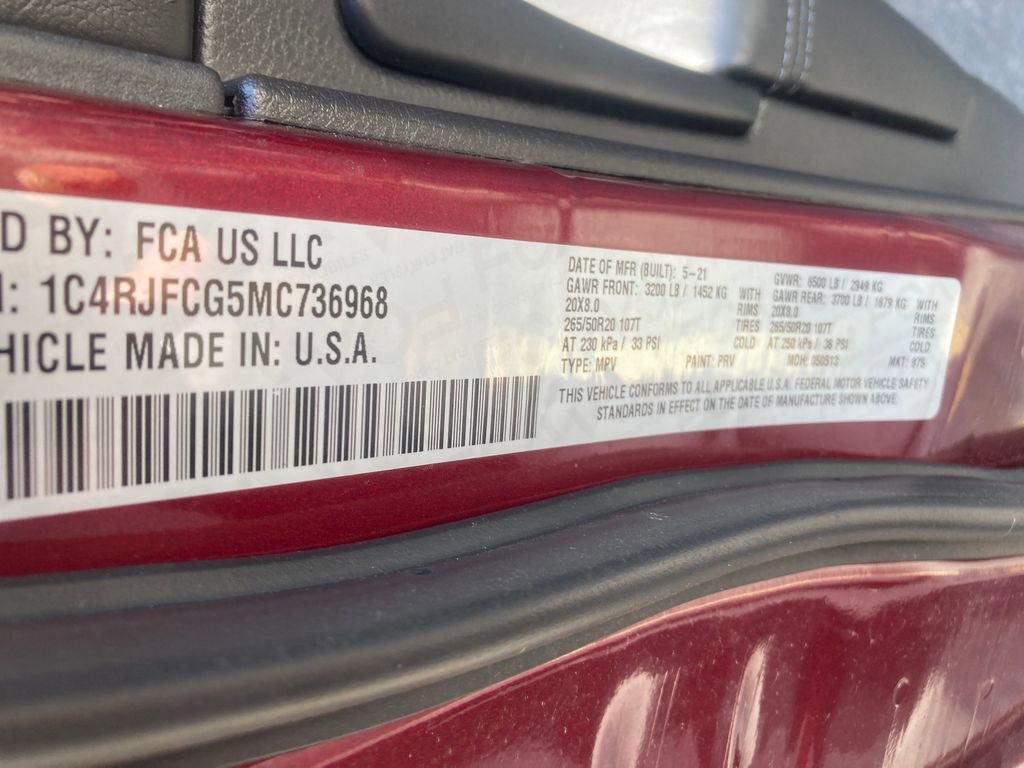 D BY: FCA US LLC
: 1C4RJFCG5MC736968
HICLE MADE IN: U.S.A.
DATE OF MFR (BUILT): 5-21
GVWR: 6500 LB / 2949 KG
GAWR FRONT: 3200 LB / 1452 KG WITH
GAWR REAR: 3700 LB / 1679 KG WITH
20X8.0 RIMS
20X8.0 RIMS
265/50R20 107T TIRES
265/50R20 107T TIRES
AT 230 kPa / 33 PSI COLD
AT 250 kPa / 36 PSI COLD
TYPE: MPV PAINT: PRV MDH: 050513 MKT: 975
THIS VEHICLE CONFORMS TO ALL APPLICABLE U.S.A. FEDERAL MOTOR VEHICLE SAFETY
STANDARDS IN EFFECT ON THE DATE OF MANUFACTURE SHOWN ABOVE.